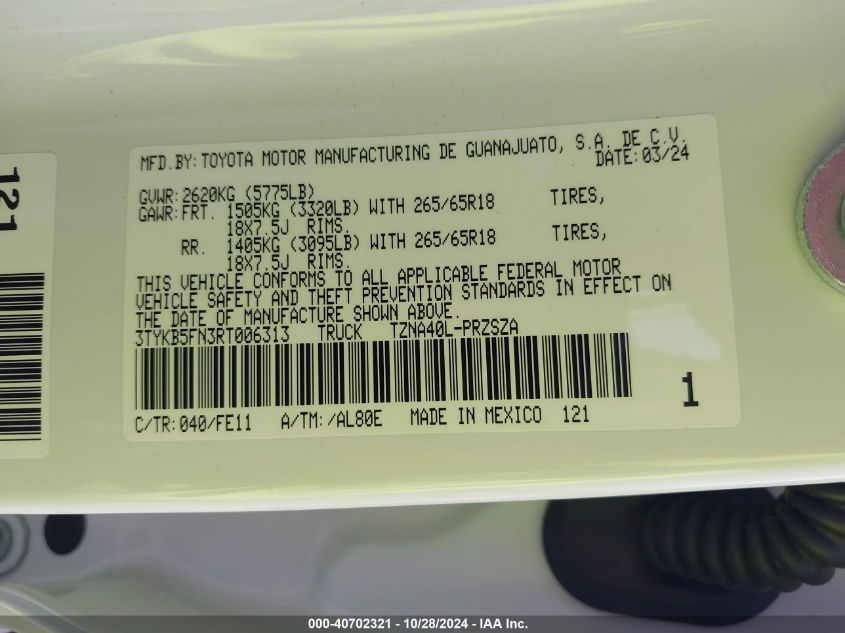 121
MFD.BY:TOYOTA MOTOR MANUFACTURING DE GUANAJUATO, S.A. DE C.V.
DATE:03/24
GVWR:2620KG (5775LB)
GAWR:FRT. 1505KG (3320LB) WITH 265/65R18 TIRES,
18X7.5J RIMS.
RR. 1405KG (3095LB) WITH 265/65R18 TIRES,
18X7.5J RIMS.
THIS VEHICLE CONFORMS TO ALL APPLICABLE FEDERAL MOTOR
VEHICLE SAFETY AND THEFT PREVENTION STANDARDS IN EFFECT ON
THE DATE OF MANUFACTURE SHOWN ABOVE.
3TYKB5FN3RT006313 TRUCK TZNA40L-PRZSZA
1
C/TR:040/FE11 A/TM:/AL80E MADE IN MEXICO 121
000-40702321 - 10/28/2024 - IAA Inc.